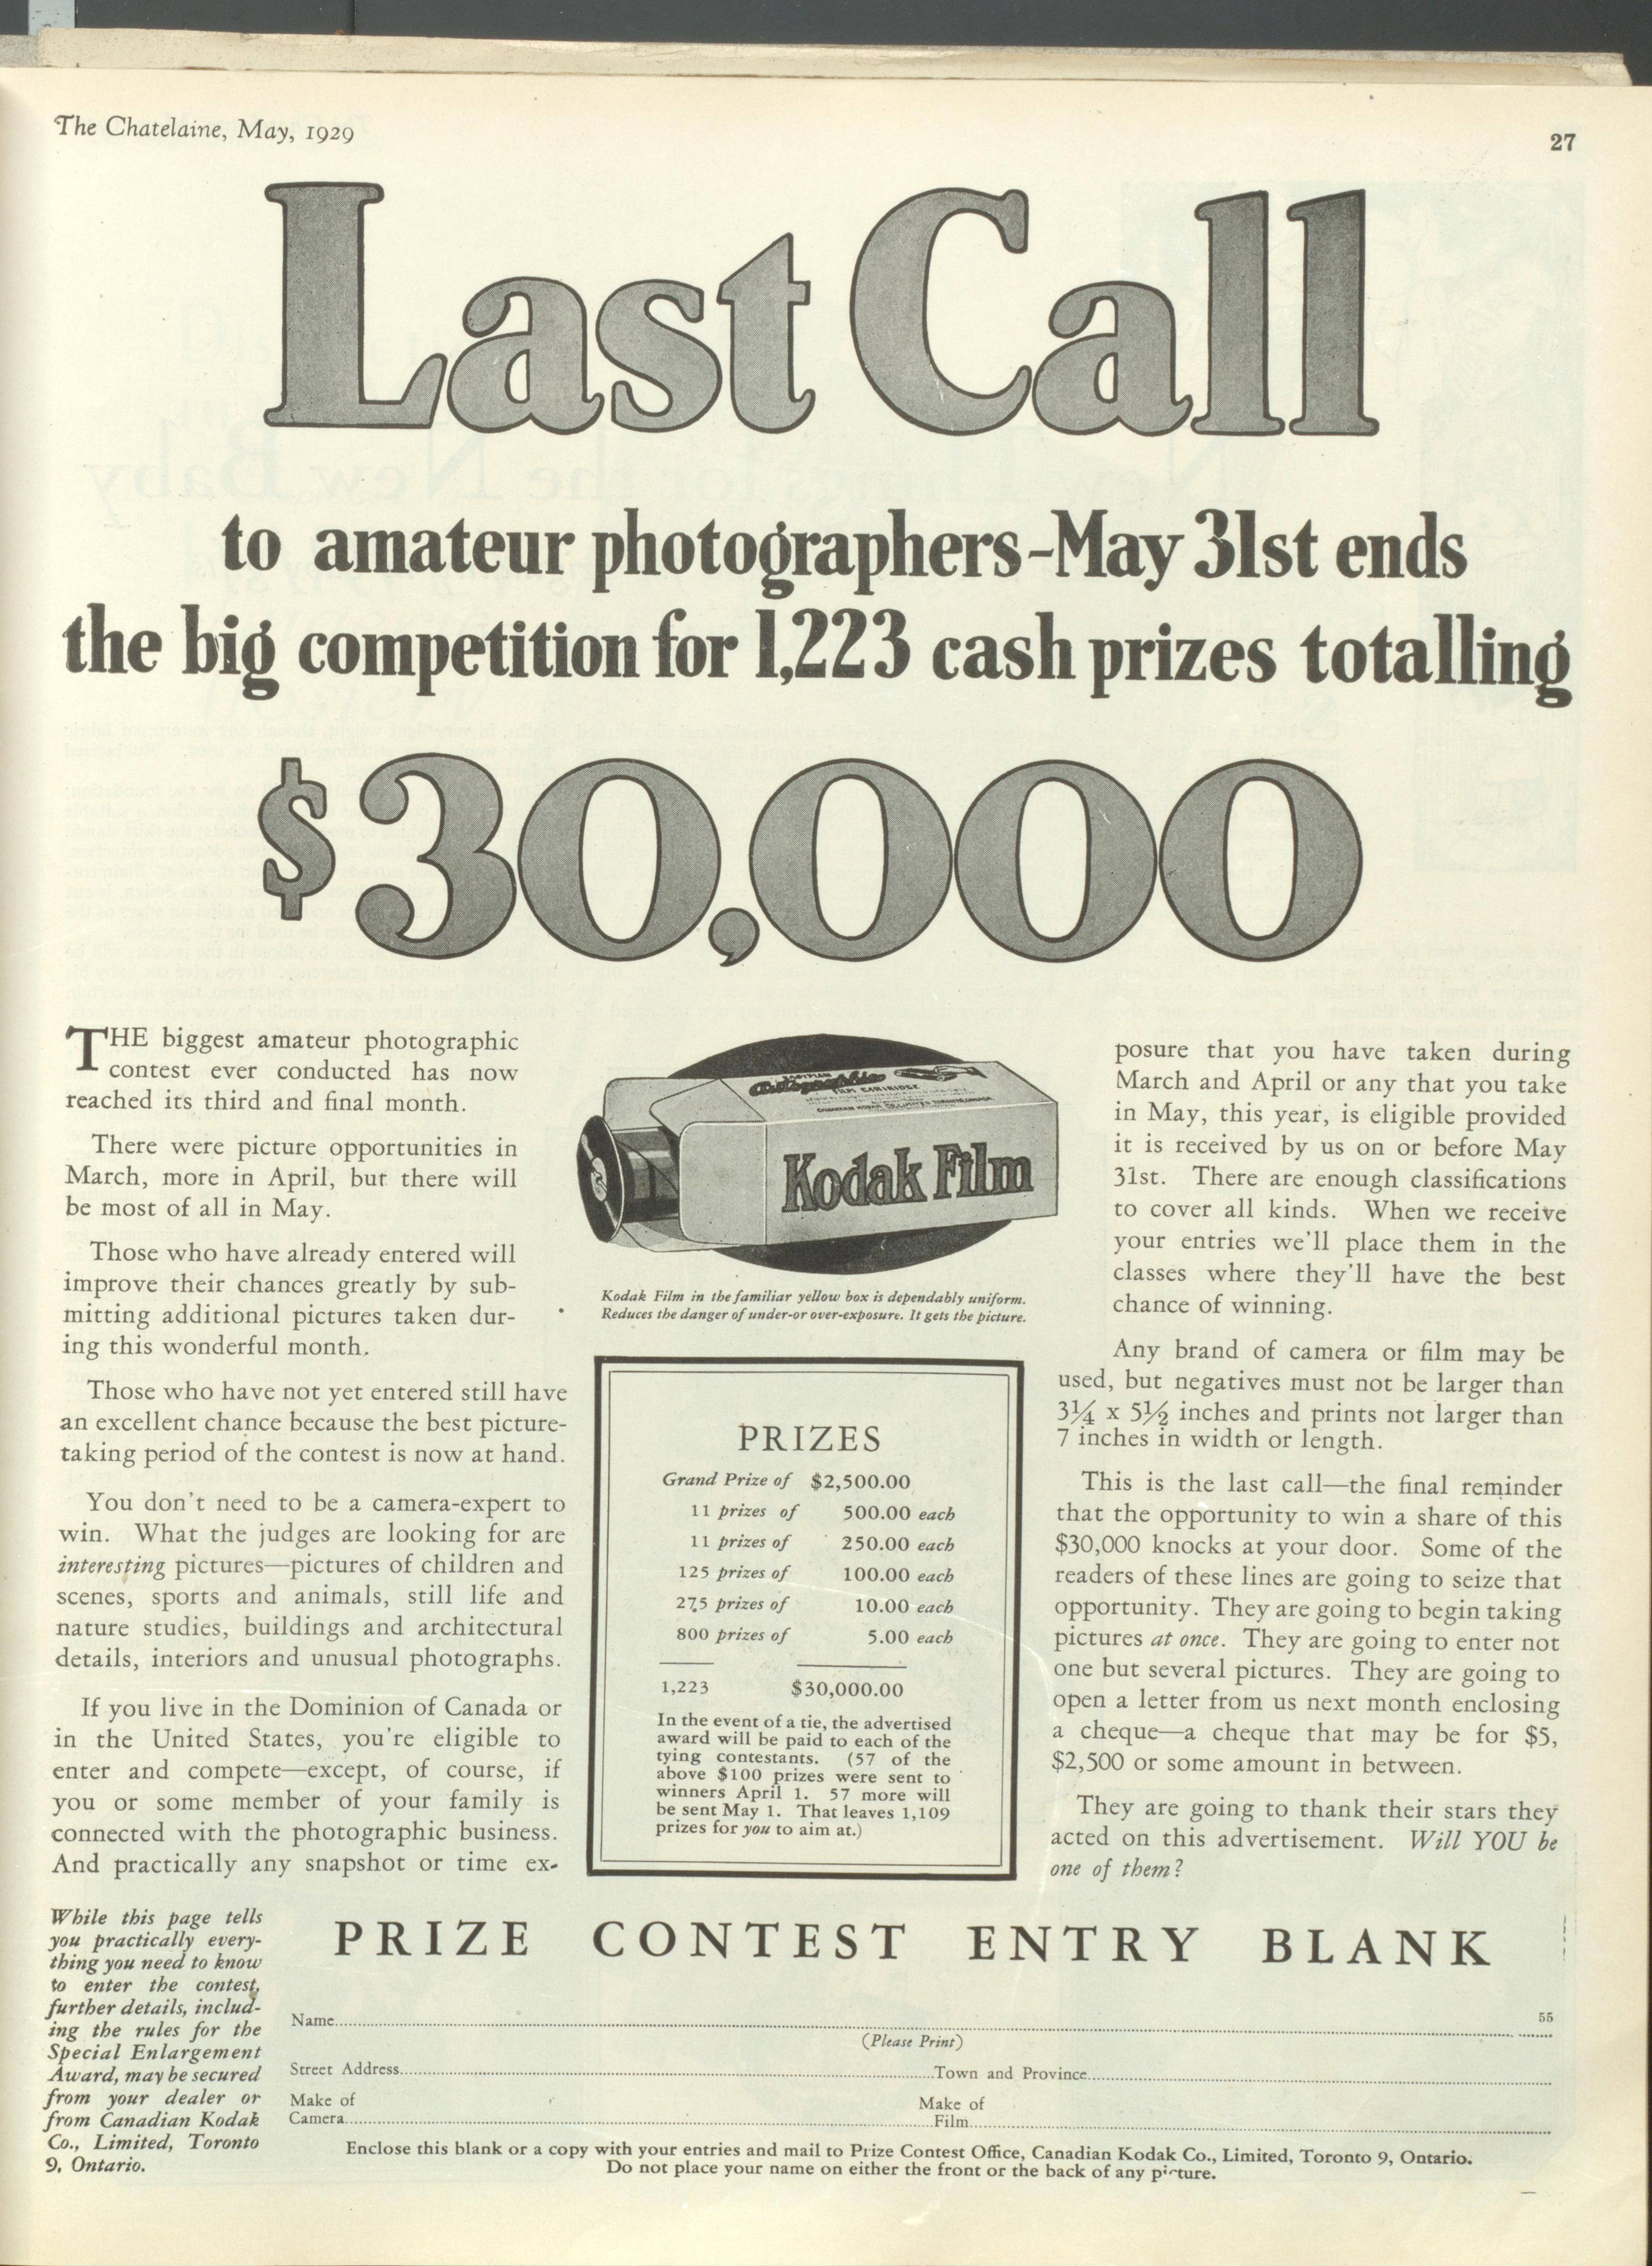 The Chatelaine, May, 1929
27
Last Call
to amateur photographers-May 31st ends
the big competition for 1,223 cash prizes totalling
$30,000
THE biggest amateur photographic
contest ever conducted has now
reached its third and final month.
There were picture opportunities in
March, more in April, but there will
be most of all in May.
Those who have already entered will
improve their chances greatly by sub-
mitting additional pictures taken dur-
ing this wonderful month.
Those who have not yet entered still have
an excellent chance because the best picture-
taking period of the contest is now at hand.
You don't need to be a camera-expert to
win. What the judges are looking for are
interesting pictures—pictures of children and
scenes, sports and animals, still life and
nature studies, buildings and architectural
details, interiors and unusual photographs.
If you live in the Dominion of Canada or
in the United States, you're eligible to
enter and compete—except, of course, if
you or some member of your family is
connected with the photographic business.
And practically any snapshot or time ex-
Autographic
FILM CARTRIDGE
Kodak Film
Kodak Film in the familiar yellow box is dependably uniform.
Reduces the danger of under-or over-exposure. It gets the picture.
PRIZES
Grand Prize of $2,500.00
11 prizes of 500.00 each
11 prizes of 250.00 each
125 prizes of 100.00 each
275 prizes of 10.00 each
800 prizes of 5.00 each
1,223 $30,000.00
In the event of a tie, the advertised
award will be paid to each of the
tying contestants. (57 of the
above $100 prizes were sent to
winners April 1. 57 more will
be sent May 1. That leaves 1,109
prizes for you to aim at.)
posure that you have taken during
March and April or any that you take
in May, this year, is eligible provided
it is received by us on or before May
31st. There are enough classifications
to cover all kinds. When we receive
your entries we'll place them in the
classes where they'll have the best
chance of winning.
Any brand of camera or film may be
used, but negatives must not be larger than
3¼ x 5½ inches and prints not larger than
7 inches in width or length.
This is the last call—the final reminder
that the opportunity to win a share of this
$30,000 knocks at your door. Some of the
readers of these lines are going to seize that
opportunity. They are going to begin taking
pictures at once. They are going to enter not
one but several pictures. They are going to
open a letter from us next month enclosing
a cheque—a cheque that may be for $5,
$2,500 or some amount in between.
They are going to thank their stars they
acted on this advertisement. Will YOU be
one of them?
While this page tells
you practically every-
thing you need to know
to enter the contest,
further details, includ-
ing the rules for the
Special Enlargement
Award, may be secured
from your dealer or
from Canadian Kodak
Co., Limited, Toronto
9, Ontario.
PRIZE CONTEST ENTRY BLANK
Name
55
(Please Print)
Street Address Town and Province
Make of Make of
Camera Film
Enclose this blank or a copy with your entries and mail to Prize Contest Office, Canadian Kodak Co., Limited, Toronto 9, Ontario.
Do not place your name on either the front or the back of any picture.